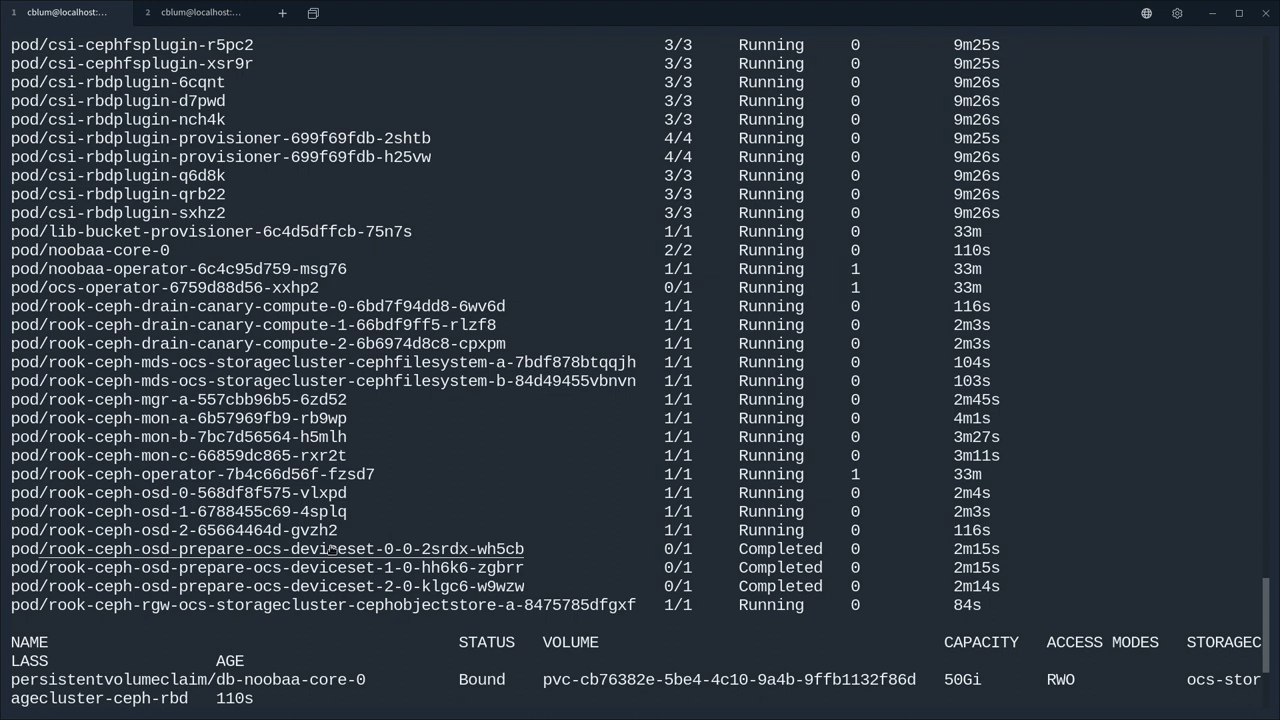 1 cblum@localhost:... 2 cblum@localhost:...
pod/csi-cephfsplugin-r5pc2 3/3 Running 0 9m25s
pod/csi-cephfsplugin-xsr9r 3/3 Running 0 9m25s
pod/csi-rbdplugin-6cqnt 3/3 Running 0 9m26s
pod/csi-rbdplugin-d7pwd 3/3 Running 0 9m26s
pod/csi-rbdplugin-nch4k 3/3 Running 0 9m26s
pod/csi-rbdplugin-provisioner-699f69fdb-2shtb 4/4 Running 0 9m25s
pod/csi-rbdplugin-provisioner-699f69fdb-h25vw 4/4 Running 0 9m26s
pod/csi-rbdplugin-q6d8k 3/3 Running 0 9m26s
pod/csi-rbdplugin-qrb22 3/3 Running 0 9m26s
pod/csi-rbdplugin-sxhz2 3/3 Running 0 9m26s
pod/lib-bucket-provisioner-6c4d5dffcb-75n7s 1/1 Running 0 33m
pod/noobaa-core-0 2/2 Running 0 110s
pod/noobaa-operator-6c4c95d759-msg76 1/1 Running 1 33m
pod/ocs-operator-6759d88d56-xxhp2 0/1 Running 1 33m
pod/rook-ceph-drain-canary-compute-0-6bd7f94dd8-6wv6d 1/1 Running 0 116s
pod/rook-ceph-drain-canary-compute-1-66bdf9ff5-rlzf8 1/1 Running 0 2m3s
pod/rook-ceph-drain-canary-compute-2-6b6974d8c8-cpxpm 1/1 Running 0 2m3s
pod/rook-ceph-mds-ocs-storagecluster-cephfilesystem-a-7bdf878btqqjh 1/1 Running 0 104s
pod/rook-ceph-mds-ocs-storagecluster-cephfilesystem-b-84d49455vbnvn 1/1 Running 0 103s
pod/rook-ceph-mgr-a-557cbb96b5-6zd52 1/1 Running 0 2m45s
pod/rook-ceph-mon-a-6b57969fb9-rb9wp 1/1 Running 0 4m1s
pod/rook-ceph-mon-b-7bc7d56564-h5mlh 1/1 Running 0 3m27s
pod/rook-ceph-mon-c-66859dc865-rxr2t 1/1 Running 0 3m11s
pod/rook-ceph-operator-7b4c66d56f-fzsd7 1/1 Running 1 33m
pod/rook-ceph-osd-0-568df8f575-vlxpd 1/1 Running 0 2m4s
pod/rook-ceph-osd-1-6788455c69-4splq 1/1 Running 0 2m3s
pod/rook-ceph-osd-2-65664464d-gvzh2 1/1 Running 0 116s
pod/rook-ceph-osd-prepare-ocs-deviceset-0-0-2srdx-wh5cb 0/1 Completed 0 2m15s
pod/rook-ceph-osd-prepare-ocs-deviceset-1-0-hh6k6-zgbrr 0/1 Completed 0 2m15s
pod/rook-ceph-osd-prepare-ocs-deviceset-2-0-klgc6-w9wzw 0/1 Completed 0 2m14s
pod/rook-ceph-rgw-ocs-storagecluster-cephobjectstore-a-8475785dfgxf 1/1 Running 0 84s
NAME STATUS VOLUME CAPACITY ACCESS MODES STORAGEC
LASS AGE
persistentvolumeclaim/db-noobaa-core-0 Bound pvc-cb76382e-5be4-4c10-9a4b-9ffb1132f86d 50Gi RWO ocs-stor
agecluster-ceph-rbd 110s